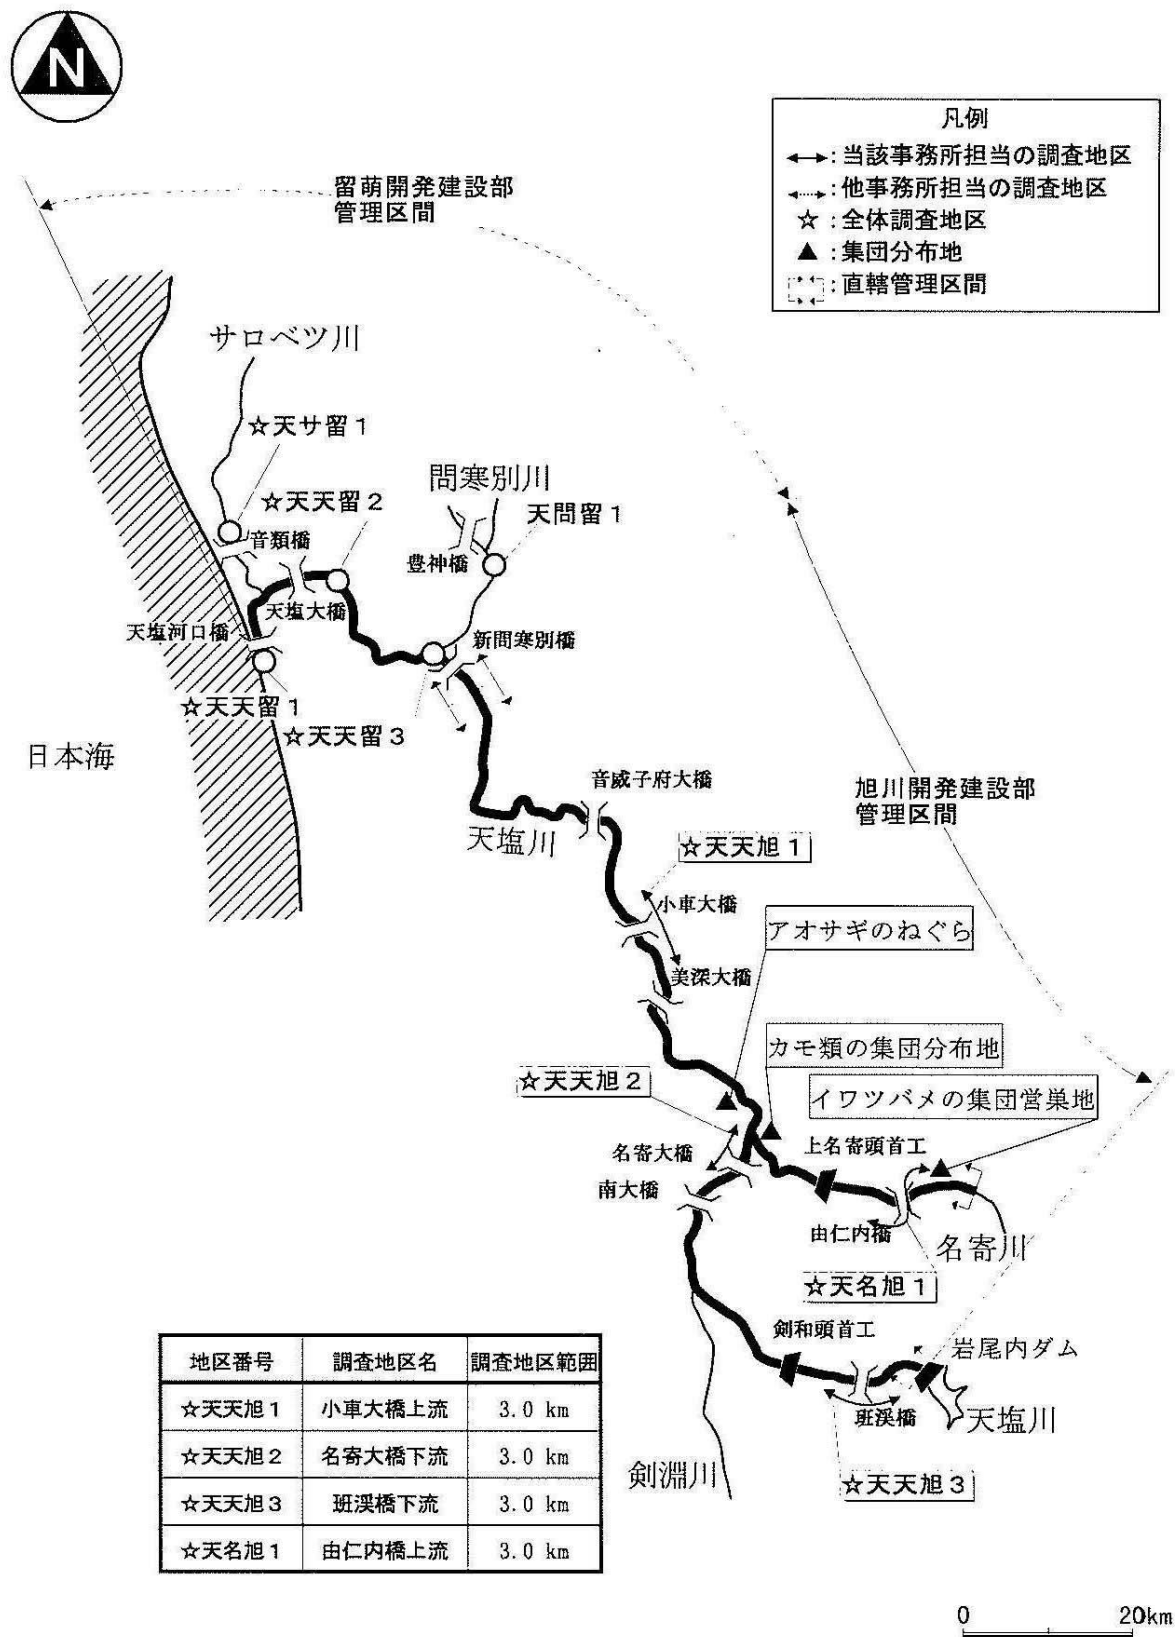 N
凡例
:当該事務所担当の調査地区
:他事務所担当の調査地区
☆:全体調査地区
▲:集団分布地
:直轄管理区間
留萌開発建設部
管理区間
サロベツ川
☆天サ留1
問寒別川
☆天天留2
天問留1
音類橋
豊神橋
天塩大橋
天塩河口橋
新問寒別橋
☆天天留1
☆天天留3
日本海
音威子府大橋
旭川開発建設部
管理区間
天塩川
☆天天旭1
小車大橋
アオサギのねぐら
美深大橋
カモ類の集団分布地
☆天天旭2
イワツバメの集団営巣地
名寄大橋
上名寄頭首工
南大橋
由仁内橋
名寄川
☆天名旭1
剣和頭首工
岩尾内ダム
班渓橋
天塩川
剣淵川
☆天天旭3
地区番号 調査地区名 調査地区範囲
☆天天旭1 小車大橋上流 3.0 km
☆天天旭2 名寄大橋下流 3.0 km
☆天天旭3 班渓橋下流 3.0 km
☆天名旭1 由仁内橋上流 3.0 km
0 20km